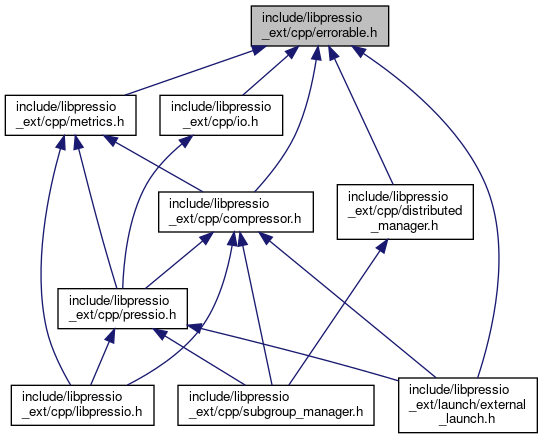 include/libpressio
_ext/cpp/errorable.h
include/libpressio
_ext/cpp/metrics.h
include/libpressio
_ext/cpp/io.h
include/libpressio
_ext/cpp/compressor.h
include/libpressio
_ext/cpp/distributed
_manager.h
include/libpressio
_ext/cpp/pressio.h
include/libpressio
_ext/cpp/libpressio.h
include/libpressio
_ext/cpp/subgroup_manager.h
include/libpressio
_ext/launch/external
_launch.h